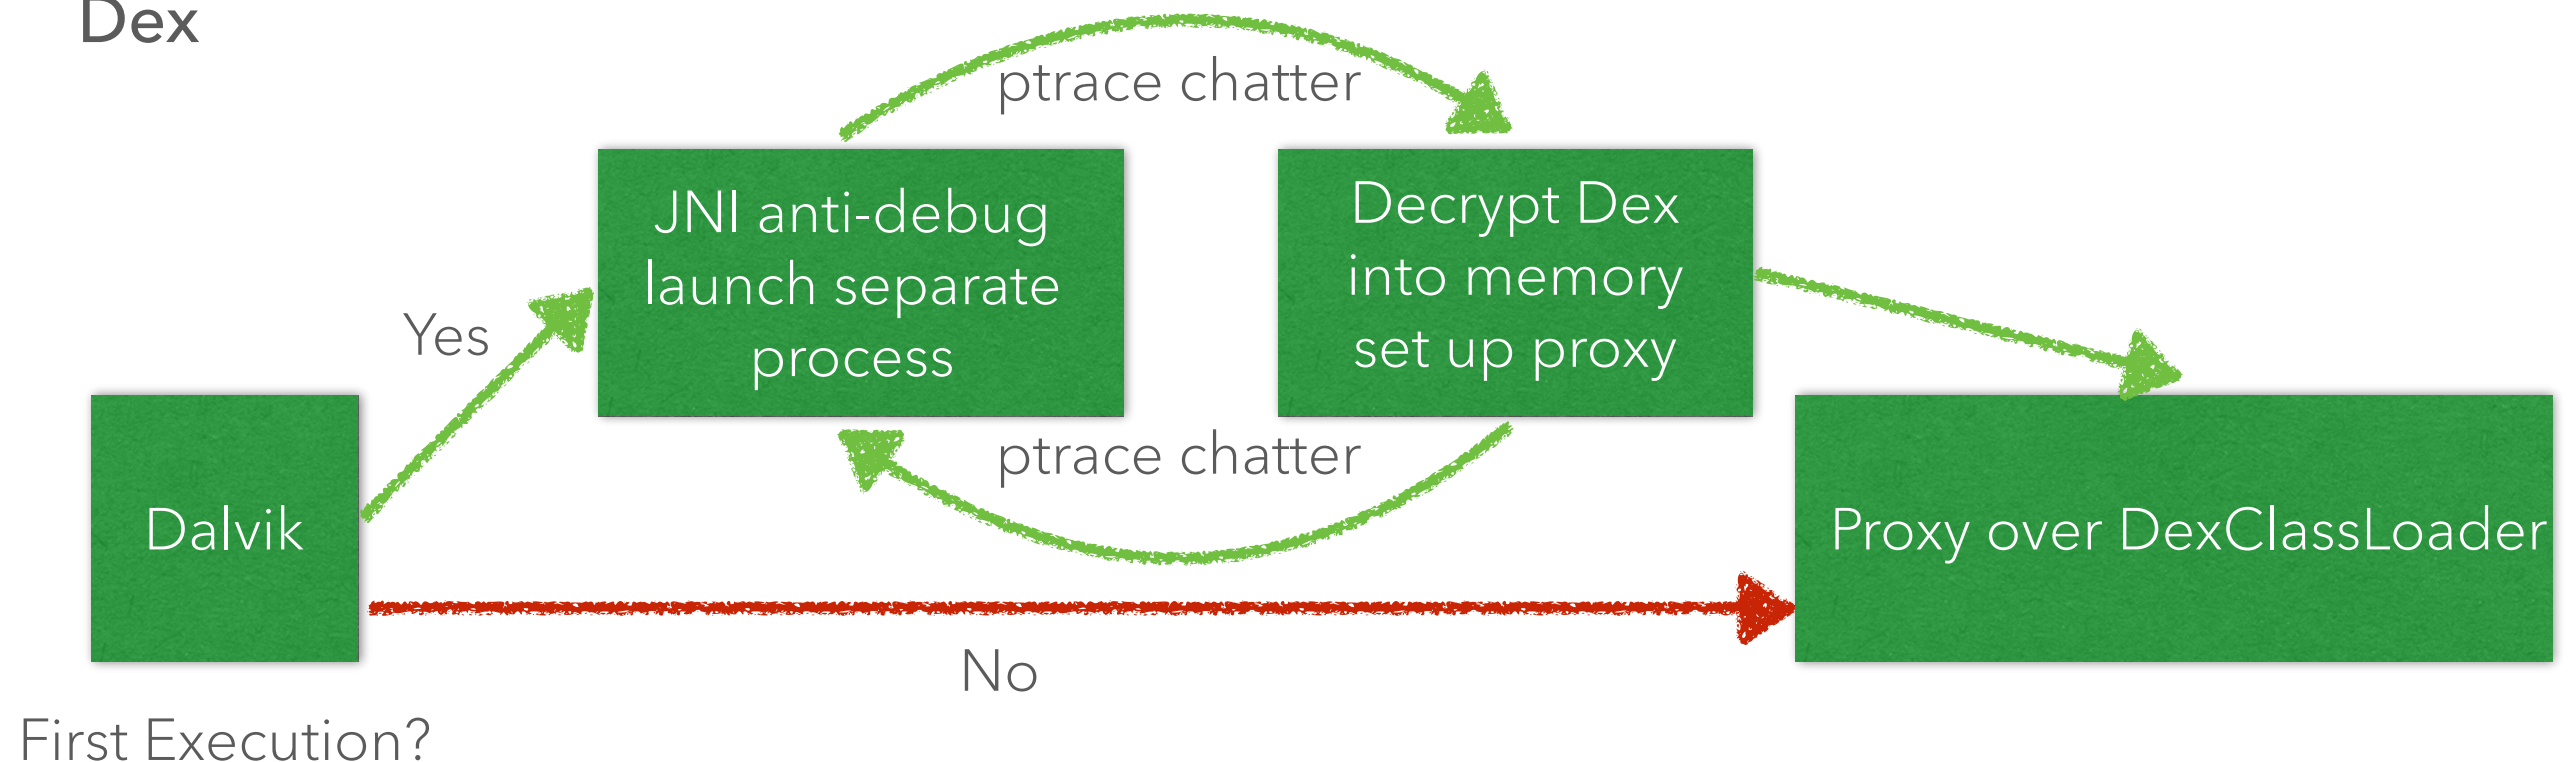 Dex
ptrace chatter
JNI anti-debug
launch separate
process
Decrypt Dex
into memory
set up proxy
Yes
ptrace chatter
Dalvik
Proxy over DexClassLoader
No
First Execution?